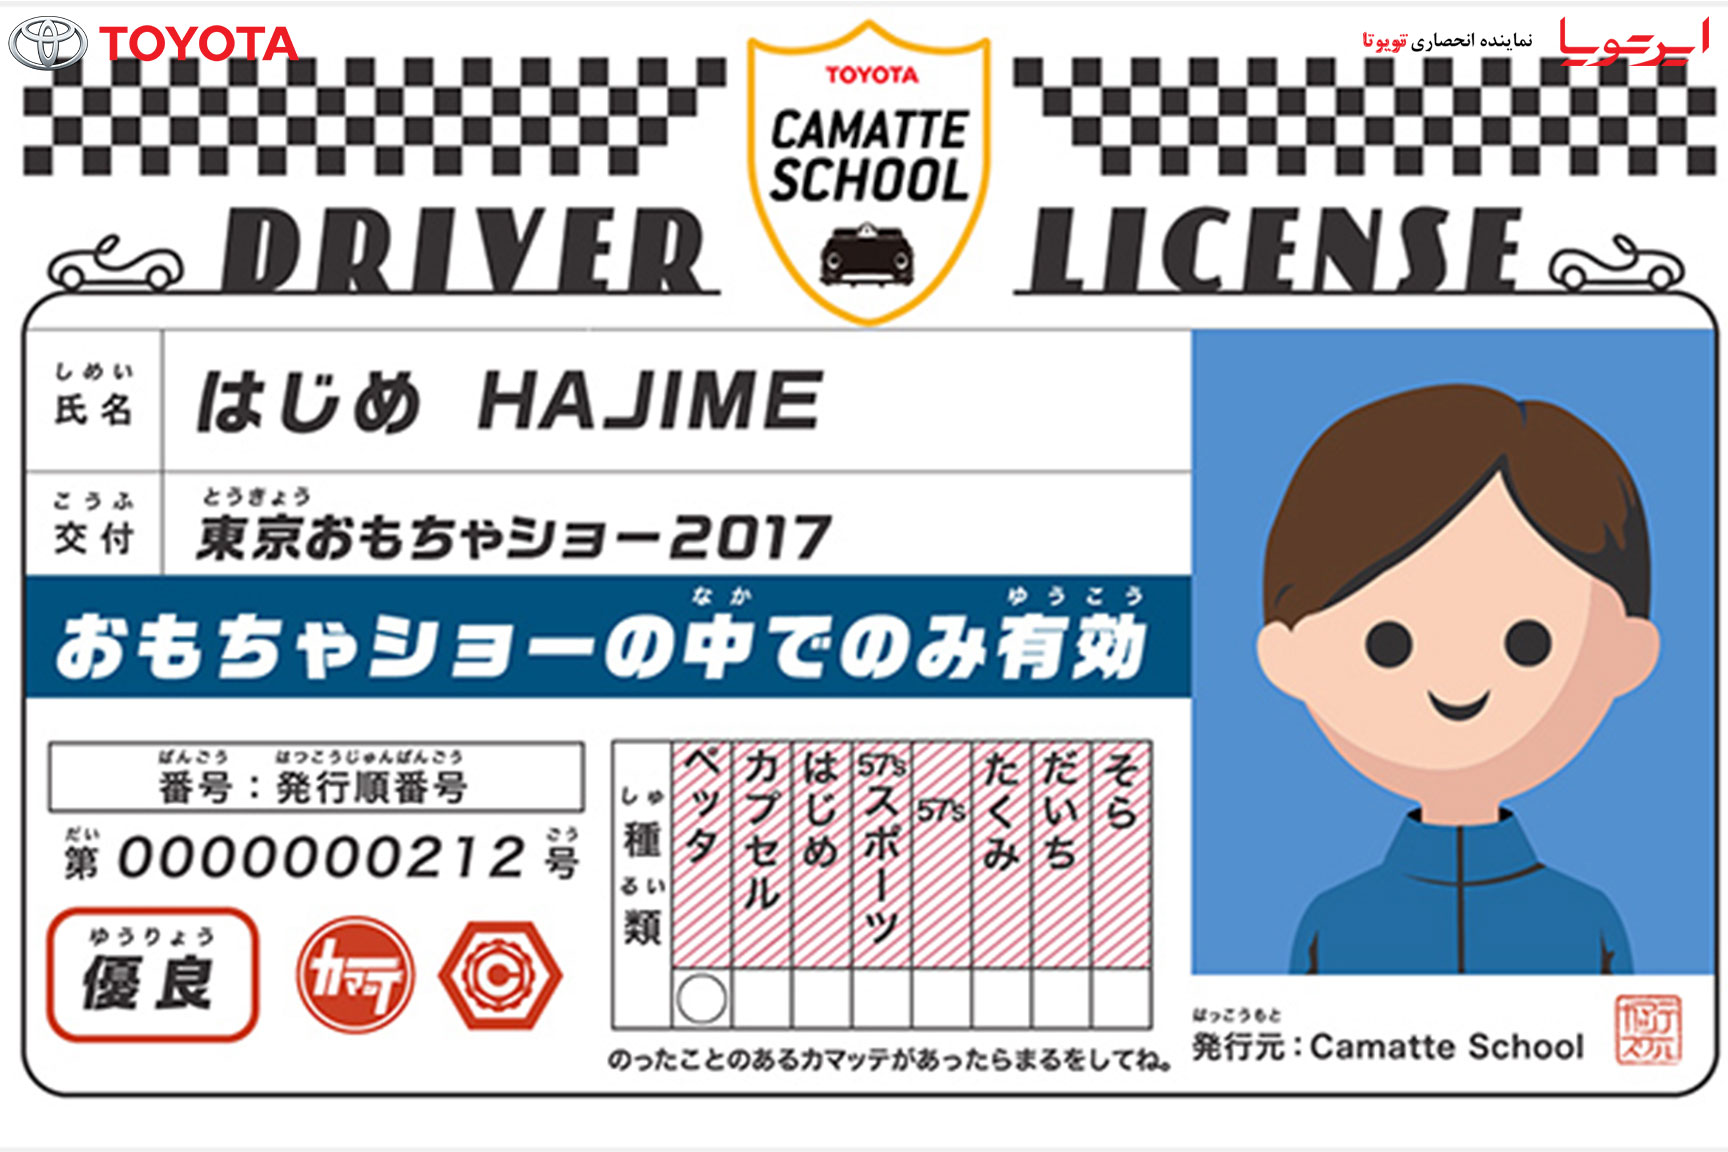 TOYOTA
ایرتویا
نماینده انحصاری تویوتا
TOYOTA
CAMATTE
SCHOOL
DRIVER LICENSE
しめい
氏名
はじめ HAJIME
こうふ
交付
とうきょう
東京おもちゃショー2017
なか ゆうこう
おもちゃショーの中でのみ有効
ばんごう はつこうじゅんばんごう
番号：発行順番号
だい ごう
第 0000000212 号
ゆうりょう
優良
カマッテ
C
しゅ
種
るい
類
ペッタ
カプセル
はじめ
57'sスポーツ
57's
たくみ
だいち
そら
のったことのあるカマッテがあったらまるをしてね。
はっこうもと
発行元：Camatte School
カマッテ
スクール